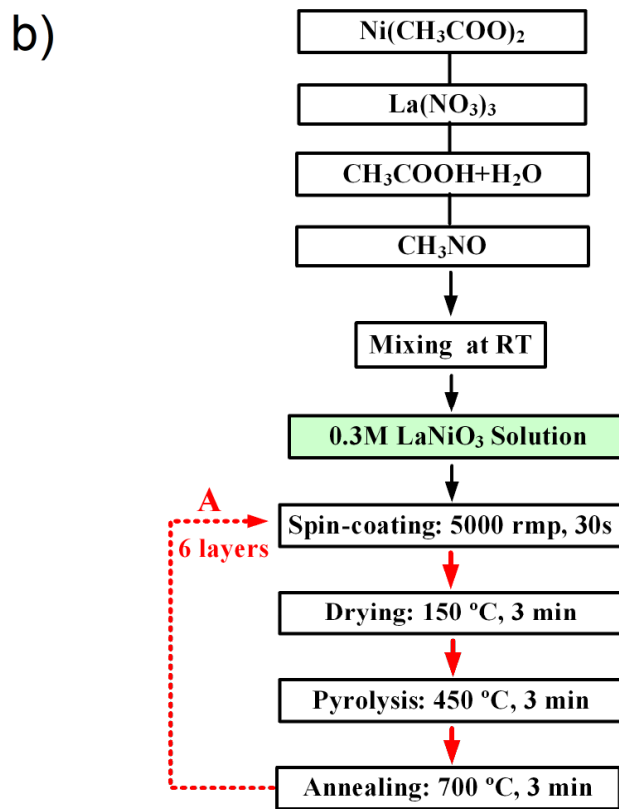 b)
Ni(CH₃COO)₂
La(NO₃)₃
CH₃COOH+H₂O
CH₃NO
Mixing at RT
0.3M LaNiO₃ Solution
A
6 layers
Spin-coating: 5000 rmp, 30s
Drying: 150 ºC, 3 min
Pyrolysis: 450 ºC, 3 min
Annealing: 700 ºC, 3 min